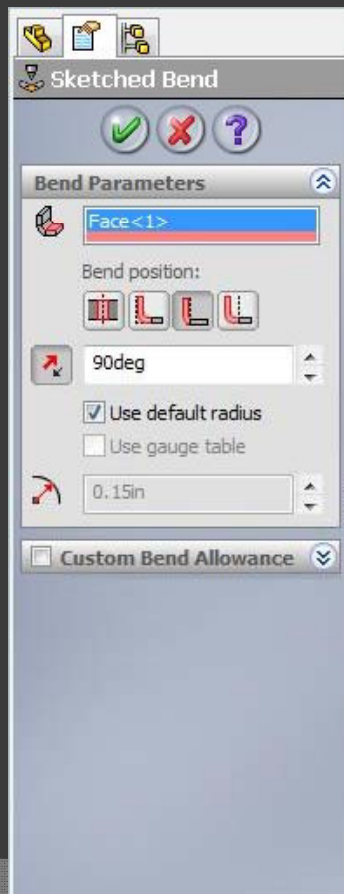 Sketched Bend
?
Bend Parameters
Face<1>
Bend position:
90deg
Use default radius
Use gauge table
0.15in
Custom Bend Allowance